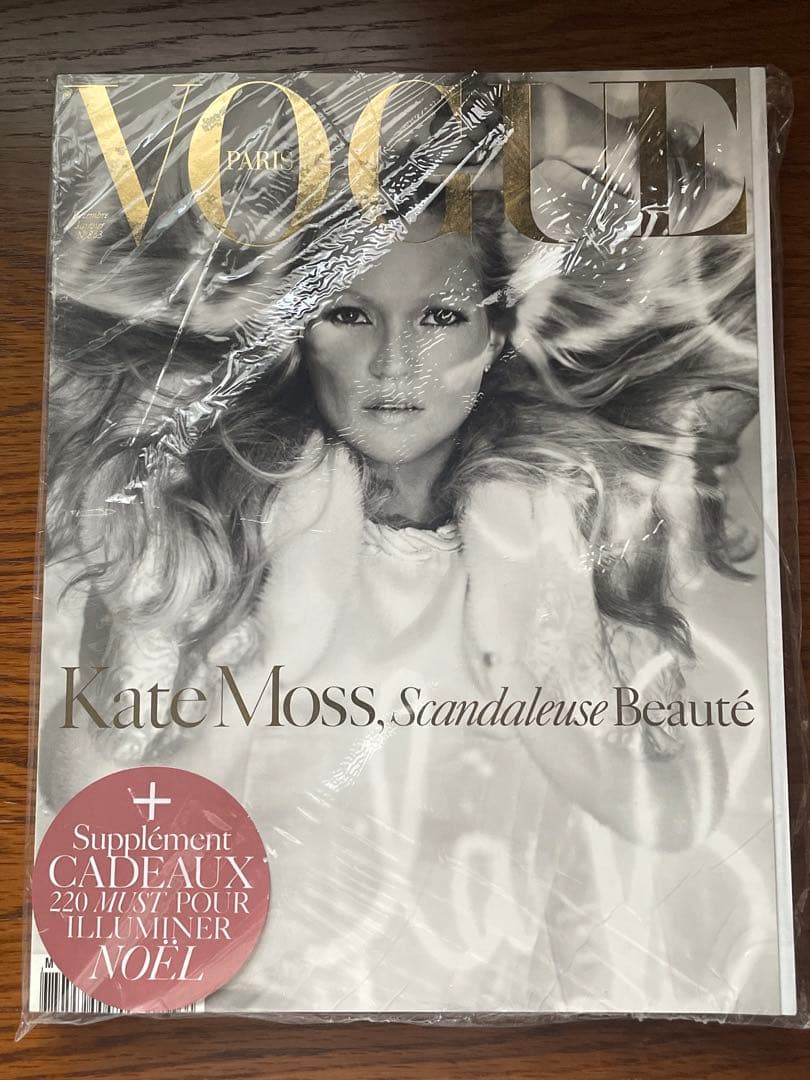 VOGUE
PARIS
Kate Moss, Scandaleuse Beauté
+
Supplément
CADEAUX
220 MUST POUR
ILLUMINER
NOËL
M